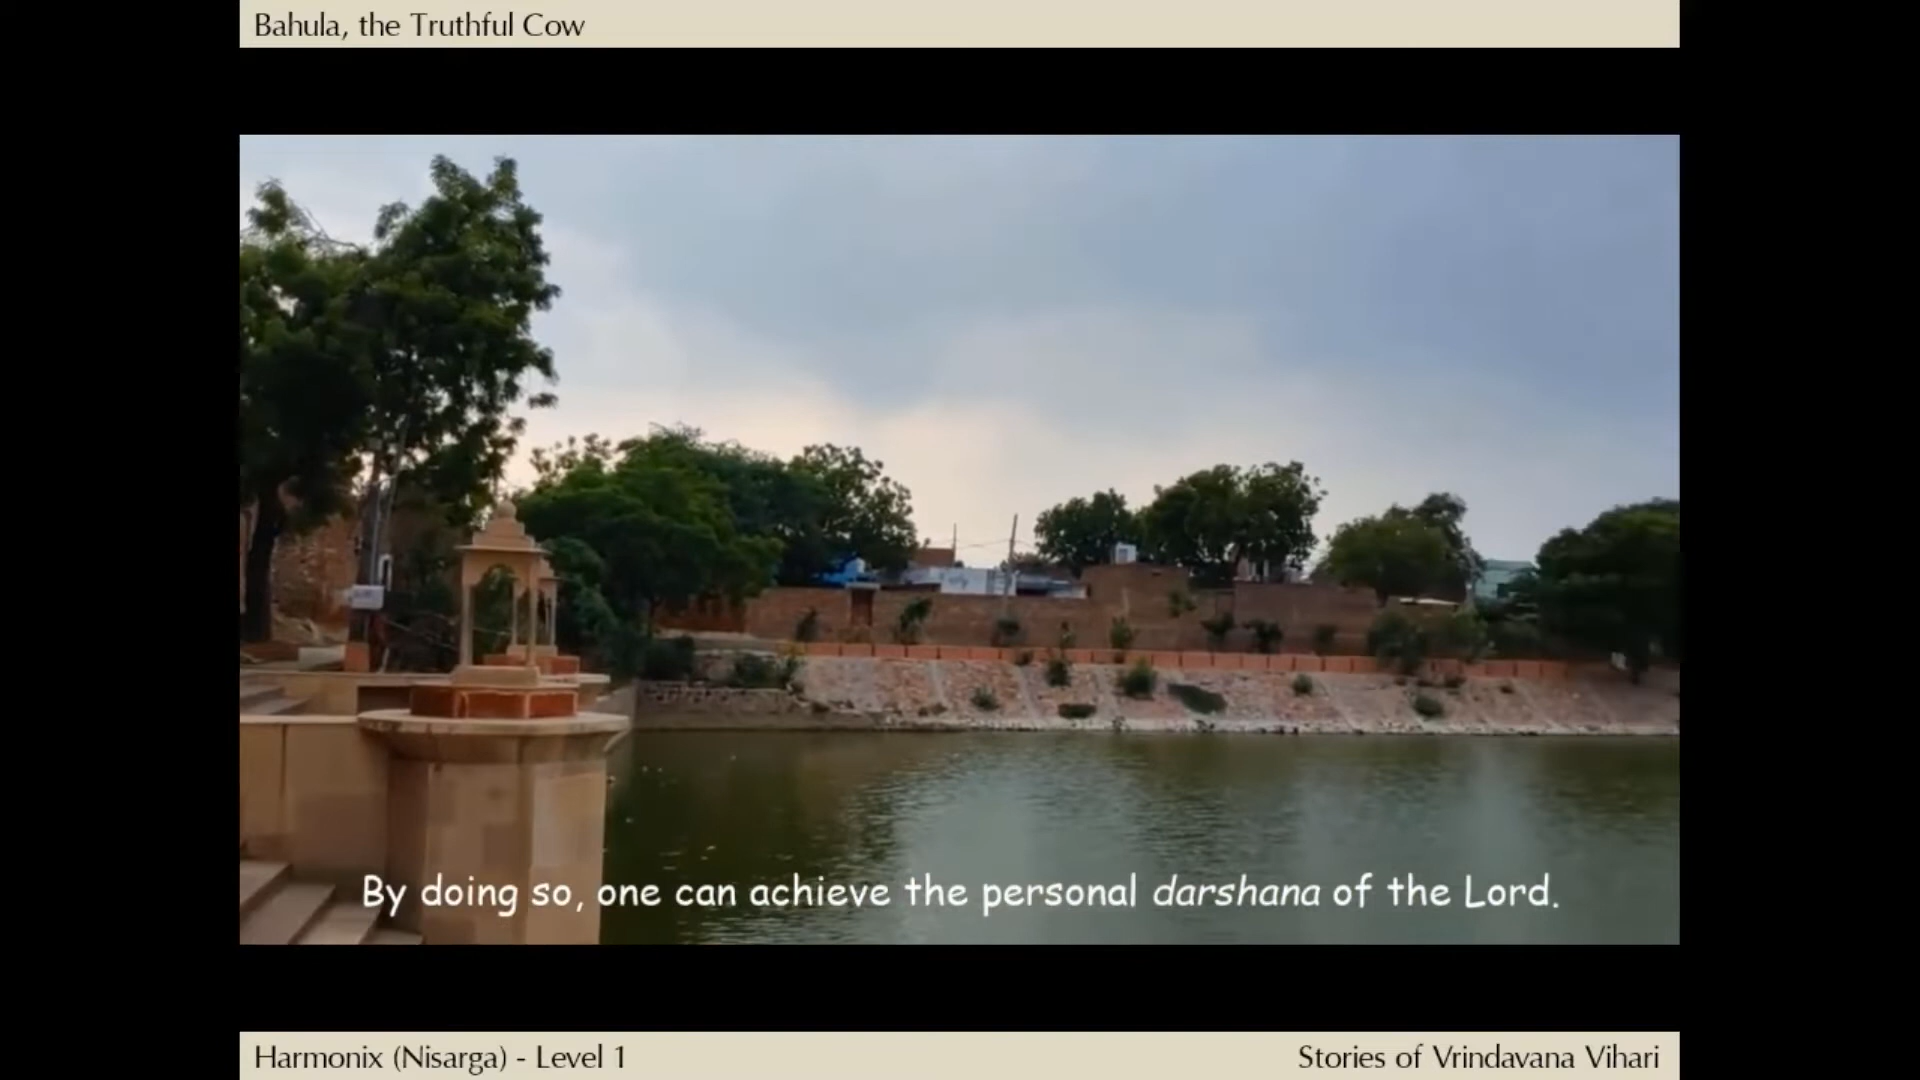 Bahula, the Truthful Cow
By doing so, one can achieve the personal darshana of the Lord.
Harmonix (Nisarga) - Level 1
Stories of Vrindavana Vihari